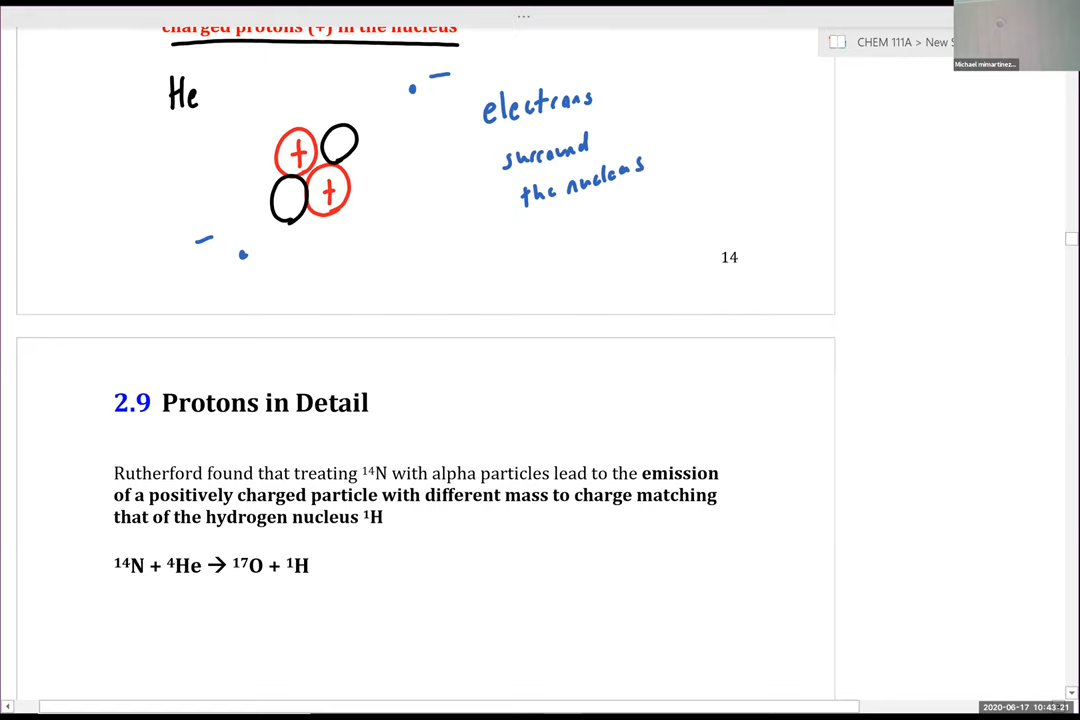 charged protons (+) in the nucleus
CHEM 111A > New S
Michael mimartinez...
He
electrons
surround
the nucleus
+
+
14
2.9 Protons in Detail
Rutherford found that treating ¹⁴N with alpha particles lead to the emission
of a positively charged particle with different mass to charge matching
that of the hydrogen nucleus ¹H
¹⁴N + ⁴He → ¹⁷O + ¹H
2020-06-17 10:43:21